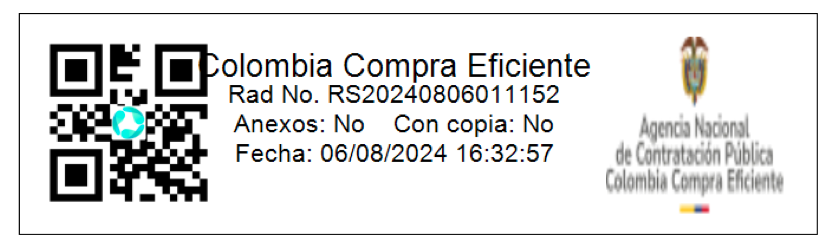 Colombia Compra Eficiente
Rad No. RS20240806011152
Anexos: No    Con copia: No
Fecha: 06/08/2024 16:32:57
Agencia Nacional
de Contratación Pública
Colombia Compra Eficiente